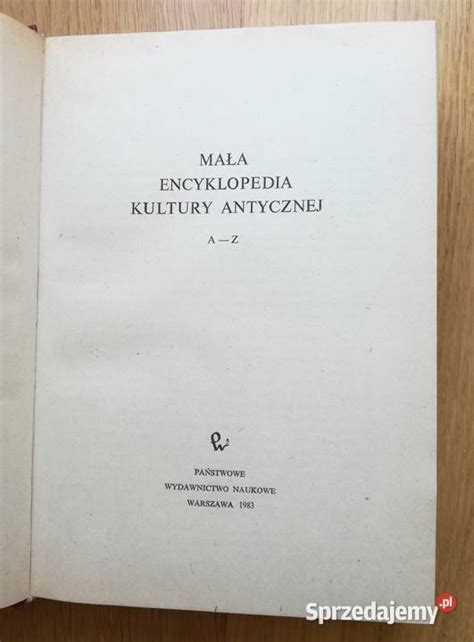 MAŁA
ENCYKLOPEDIA
KULTURY ANTYCZNEJ
A — Z
PAŃSTWOWE
WYDAWNICTWO NAUKOWE
WARSZAWA 1983
Sprzedajemy.pl